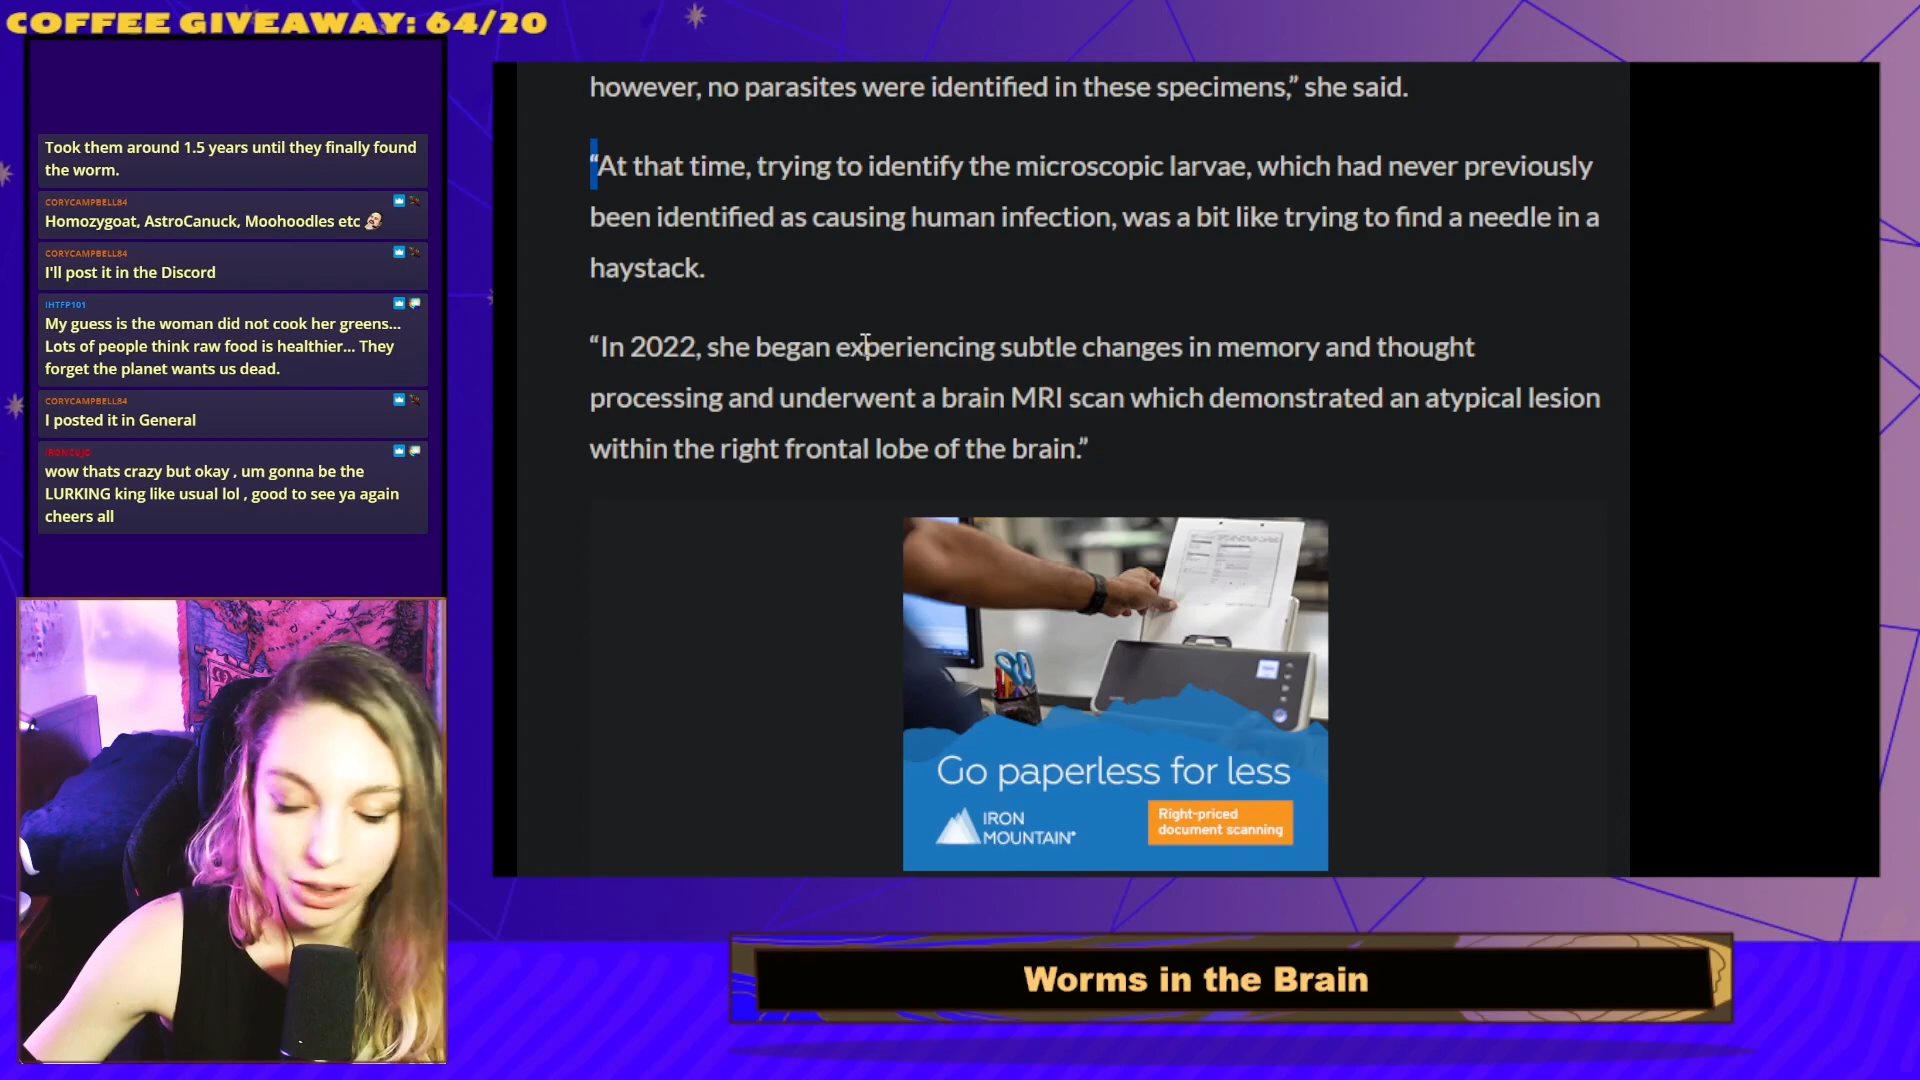 COFFEE GIVEAWAY: 64/20
Took them around 1.5 years until they finally found
the worm.
CORYCAMPBELL84
Homozygoat, AstroCanuck, Moohoodles etc
CORYCAMPBELL84
I'll post it in the Discord
IHTFP101
My guess is the woman did not cook her greens...
Lots of people think raw food is healthier... They
forget the planet wants us dead.
CORYCAMPBELL84
I posted it in General
wow thats crazy but okay , um gonna be the
LURKING king like usual lol , good to see ya again
cheers all
however, no parasites were identified in these specimens,” she said.
“At that time, trying to identify the microscopic larvae, which had never previously
been identified as causing human infection, was a bit like trying to find a needle in a
haystack.
“In 2022, she began experiencing subtle changes in memory and thought
processing and underwent a brain MRI scan which demonstrated an atypical lesion
within the right frontal lobe of the brain.”
Go paperless for less
IRON
MOUNTAIN®
Right-priced
document scanning
Worms in the Brain